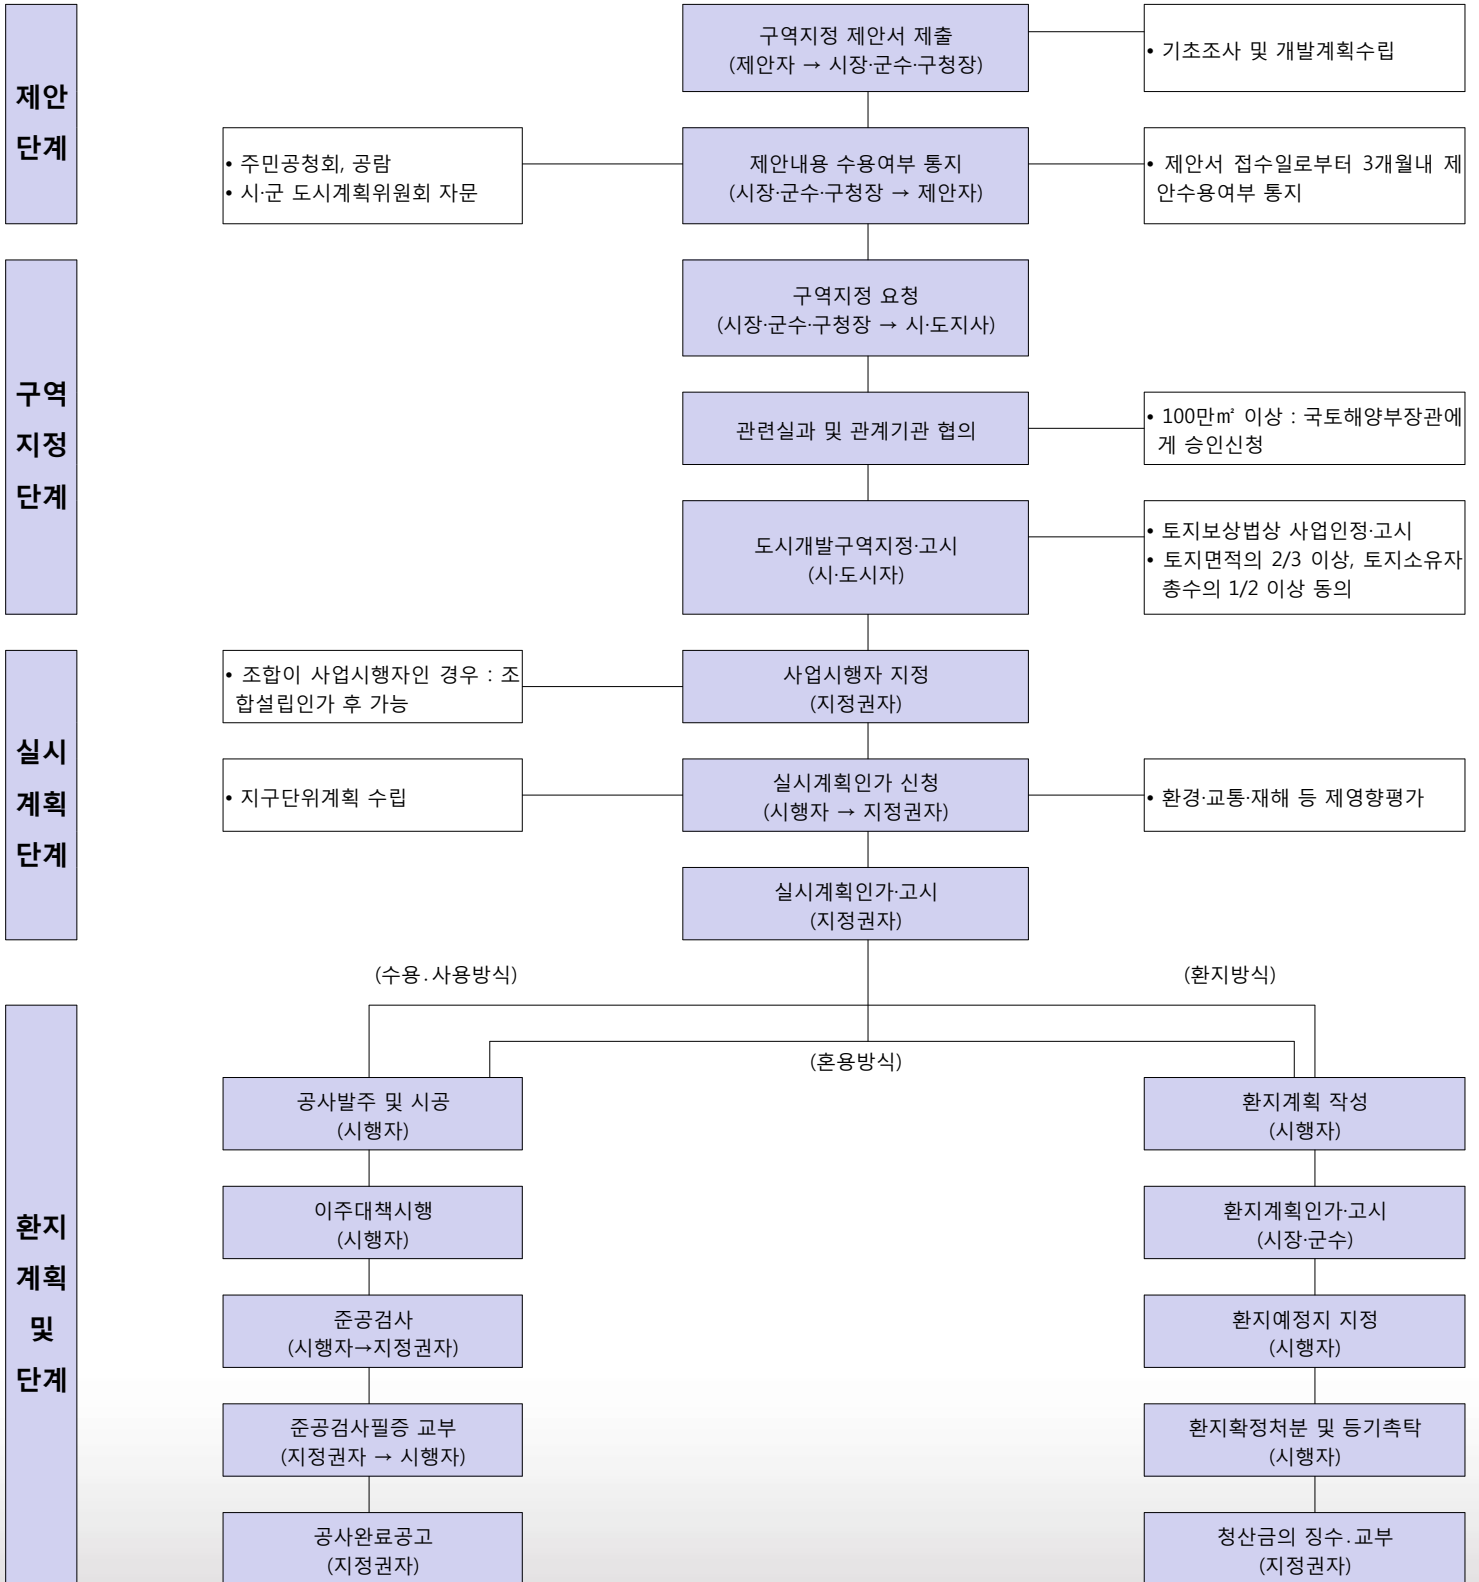 제안
단계
구역지정 제안서 제출
(제안자 → 시장·군수·구청장)
• 기초조사 및 개발계획수립
• 주민공청회, 공람
• 시·군 도시계획위원회 자문
제안내용 수용여부 통지
(시장·군수·구청장 → 제안자)
• 제안서 접수일로부터 3개월내 제
안수용여부 통지
구역
지정
단계
구역지정 요청
(시장·군수·구청장 → 시·도지사)
관련실과 및 관계기관 협의
• 100만㎡ 이상 : 국토해양부장관에
게 승인신청
도시개발구역지정·고시
(시·도시자)
• 토지보상법상 사업인정·고시
• 토지면적의 2/3 이상, 토지소유자
총수의 1/2 이상 동의
실시
계획
단계
• 조합이 사업시행자인 경우 : 조
합설립인가 후 가능
사업시행자 지정
(지정권자)
• 지구단위계획 수립
실시계획인가 신청
(시행자 → 지정권자)
• 환경·교통·재해 등 제영향평가
실시계획인가·고시
(지정권자)
(수용.사용방식)
(환지방식)
(혼용방식)
환지
계획
및
단계
공사발주 및 시공
(시행자)
환지계획 작성
(시행자)
이주대책시행
(시행자)
환지계획인가·고시
(시장·군수)
준공검사
(시행자→지정권자)
환지예정지 지정
(시행자)
준공검사필증 교부
(지정권자 → 시행자)
환지확정처분 및 등기촉탁
(시행자)
공사완료공고
(지정권자)
청산금의 징수.교부
(지정권자)